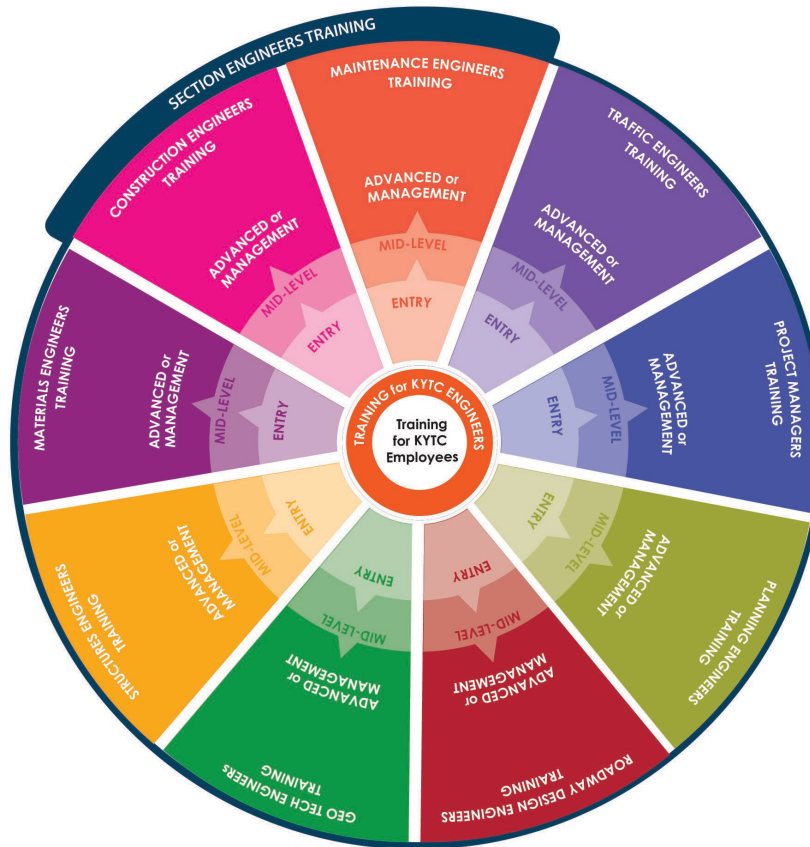 SECTION ENGINEERS TRAINING
MAINTENANCE ENGINEERS
TRAINING
ADVANCED or
MANAGEMENT
MID-LEVEL
ENTRY
TRAFFIC ENGINEERS
TRAINING
ADVANCED or
MANAGEMENT
MID-LEVEL
ENTRY
PROJECT MANAGERS
TRAINING
ADVANCED or
MANAGEMENT
MID-LEVEL
ENTRY
PLANNING ENGINEERS
TRAINING
ADVANCED or
MANAGEMENT
MID-LEVEL
ENTRY
ROADWAY DESIGN ENGINEERS
TRAINING
ADVANCED or
MANAGEMENT
MID-LEVEL
ENTRY
GEO TECH ENGINEERS
TRAINING
ADVANCED or
MANAGEMENT
MID-LEVEL
ENTRY
STRUCTURES ENGINEERS
TRAINING
ADVANCED or
MANAGEMENT
MID-LEVEL
ENTRY
MATERIALS ENGINEERS
TRAINING
ADVANCED or
MANAGEMENT
MID-LEVEL
ENTRY
CONSTRUCTION ENGINEERS
TRAINING
ADVANCED or
MANAGEMENT
MID-LEVEL
ENTRY
TRAINING for KYTC ENGINEERS
Training
for KYTC
Employees